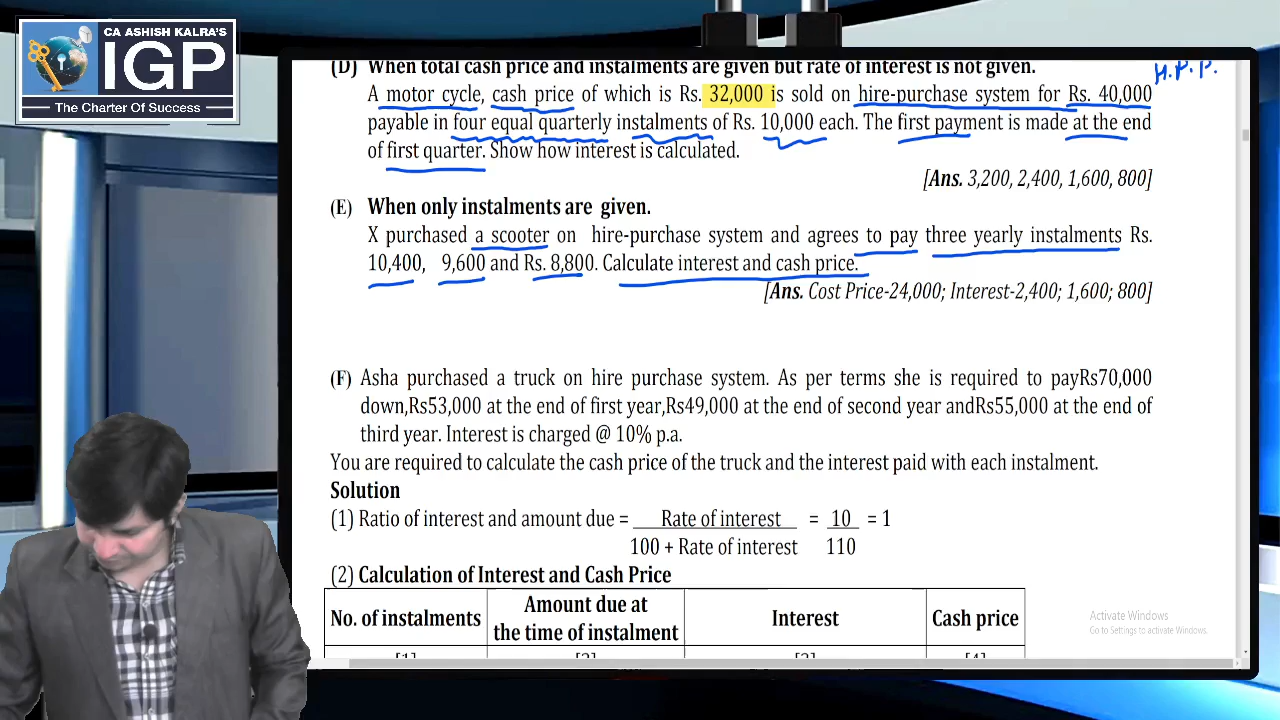 CA ASHISH KALRA'S
IGP
The Charter Of Success
(D) When total cash price and instalments are given but rate of interest is not given.
H.P.P.
A motor cycle, cash price of which is Rs. 32,000 is sold on hire-purchase system for Rs. 40,000
payable in four equal quarterly instalments of Rs. 10,000 each. The first payment is made at the end
of first quarter. Show how interest is calculated.
[Ans. 3,200, 2,400, 1,600, 800]
(E) When only instalments are given.
X purchased a scooter on hire-purchase system and agrees to pay three yearly instalments Rs.
10,400, 9,600 and Rs. 8,800. Calculate interest and cash price.
[Ans. Cost Price-24,000; Interest-2,400; 1,600; 800]
(F) Asha purchased a truck on hire purchase system. As per terms she is required to payRs70,000
down,Rs53,000 at the end of first year,Rs49,000 at the end of second year andRs55,000 at the end of
third year. Interest is charged @ 10% p.a.
You are required to calculate the cash price of the truck and the interest paid with each instalment.
Solution
(1) Ratio of interest and amount due = Rate of interest = 10 = 1
100 + Rate of interest 110
(2) Calculation of Interest and Cash Price
No. of instalments Amount due at the time of instalment Interest Cash price
[1] [2] [3] [4]
Activate Windows
Go to Settings to activate Windows.